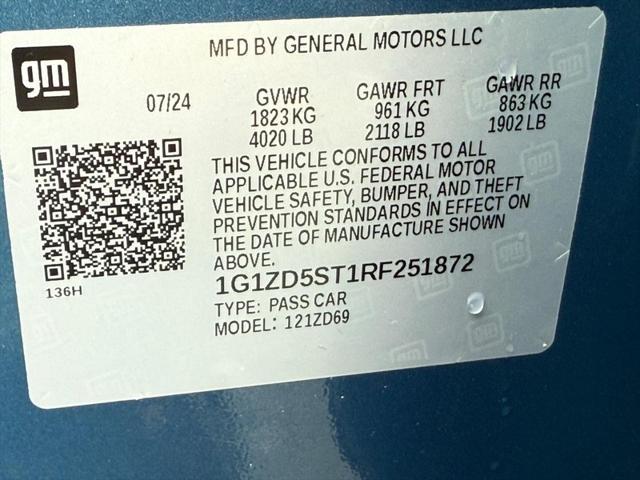 gm
MFD BY GENERAL MOTORS LLC
07/24
GVWR
1823 KG
4020 LB
GAWR FRT
961 KG
2118 LB
GAWR RR
863 KG
1902 LB
THIS VEHICLE CONFORMS TO ALL
APPLICABLE U.S. FEDERAL MOTOR
VEHICLE SAFETY, BUMPER, AND THEFT
PREVENTION STANDARDS IN EFFECT ON
THE DATE OF MANUFACTURE SHOWN
ABOVE.
136H
1G1ZD5ST1RF251872
TYPE: PASS CAR
MODEL: 121ZD69